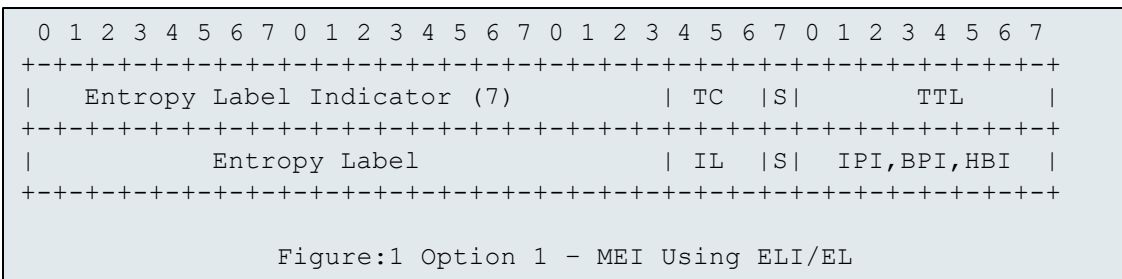 0 1 2 3 4 5 6 7 0 1 2 3 4 5 6 7 0 1 2 3 4 5 6 7 0 1 2 3 4 5 6 7
+-+-+-+-+-+-+-+-+-+-+-+-+-+-+-+-+-+-+-+-+-+-+-+-+-+-+-+-+-+-+-+-+
| Entropy Label Indicator (7) | TC |S| TTL |
+-+-+-+-+-+-+-+-+-+-+-+-+-+-+-+-+-+-+-+-+-+-+-+-+-+-+-+-+-+-+-+-+
| Entropy Label | IL |S| IPI,BPI,HBI |
+-+-+-+-+-+-+-+-+-+-+-+-+-+-+-+-+-+-+-+-+-+-+-+-+-+-+-+-+-+-+-+-+
Figure:1 Option 1 – MEI Using ELI/EL